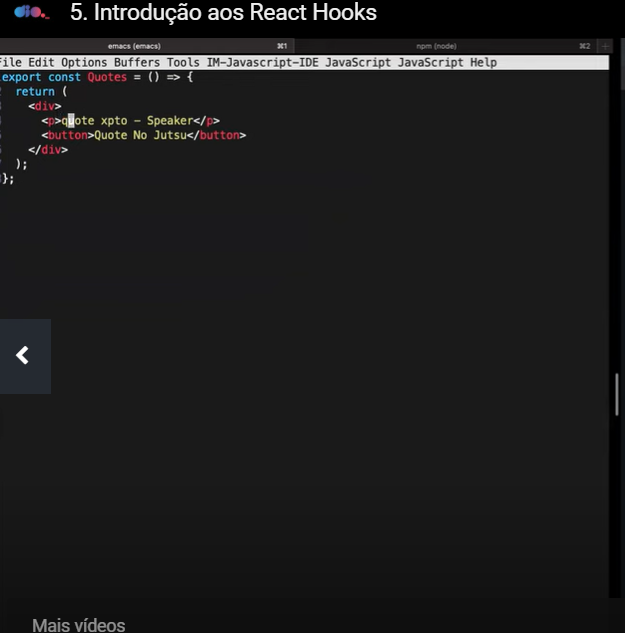 dio.
5. Introdução aos React Hooks
emacs (emacs) ⌘1 npm (node) ⌘2 +
File Edit Options Buffers Tools IM-Javascript-IDE JavaScript JavaScript Help
export const Quotes = () => {
return (
<div>
<p>quote xpto – Speaker</p>
<button>Quote No Jutsu</button>
</div>
);
};
Mais vídeos